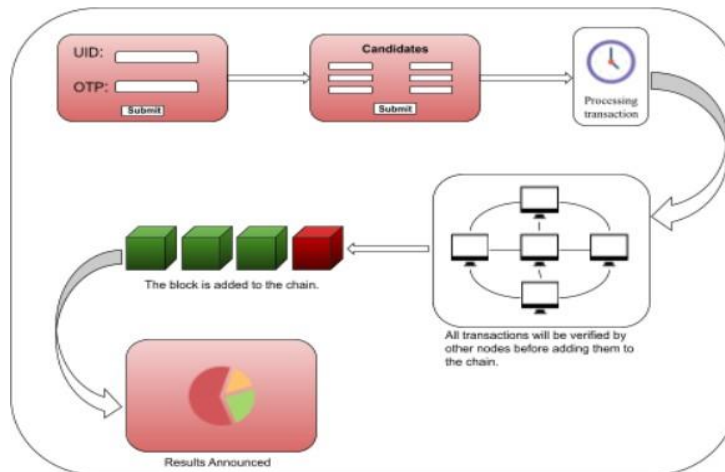 UID:
OTP:
Submit
Candidates
Submit
Processing
transaction
All transactions will be verified by
other nodes before adding them to
the chain.
The block is added to the chain.
Results Announced